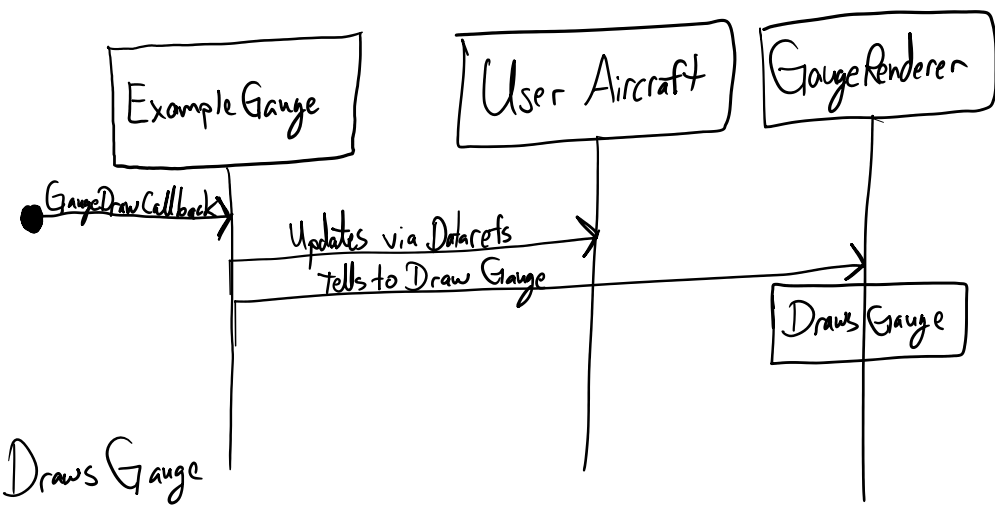 ExampleGauge
User Aircraft
GaugeRenderer
GaugeDrawCallback
Updates via Datarefs
tells to Draw Gauge
Draws Gauge
Draws Gauge